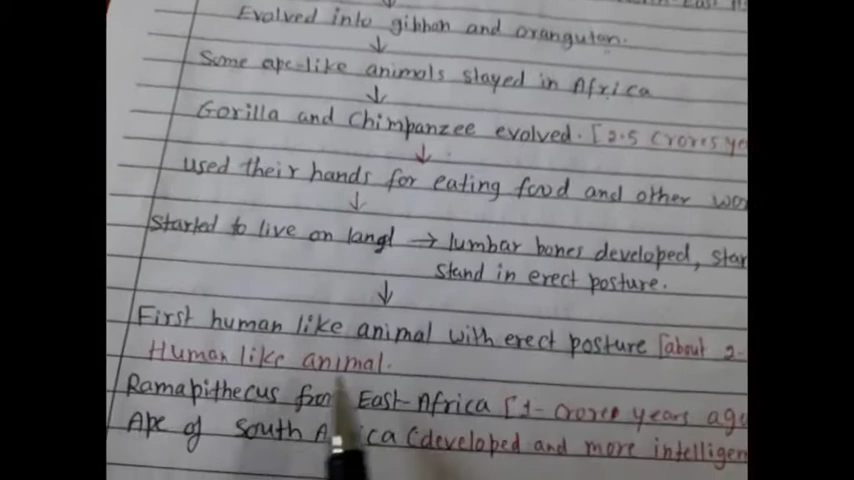 Evolved into gibbon and orangutan.
↓
Some ape-like animals stayed in Africa
↓
Gorilla and Chimpanzee evolved. [2.5 crores
↓
used their hands for eating food and other
↓
Started to live on langl → lumbar bones developed,
stand in erect posture.
↓
First human like animal with erect posture [about 2-
Human like animal.
Ramapithecus East-Africa [1-crore years ago
Ape of South (developed and more